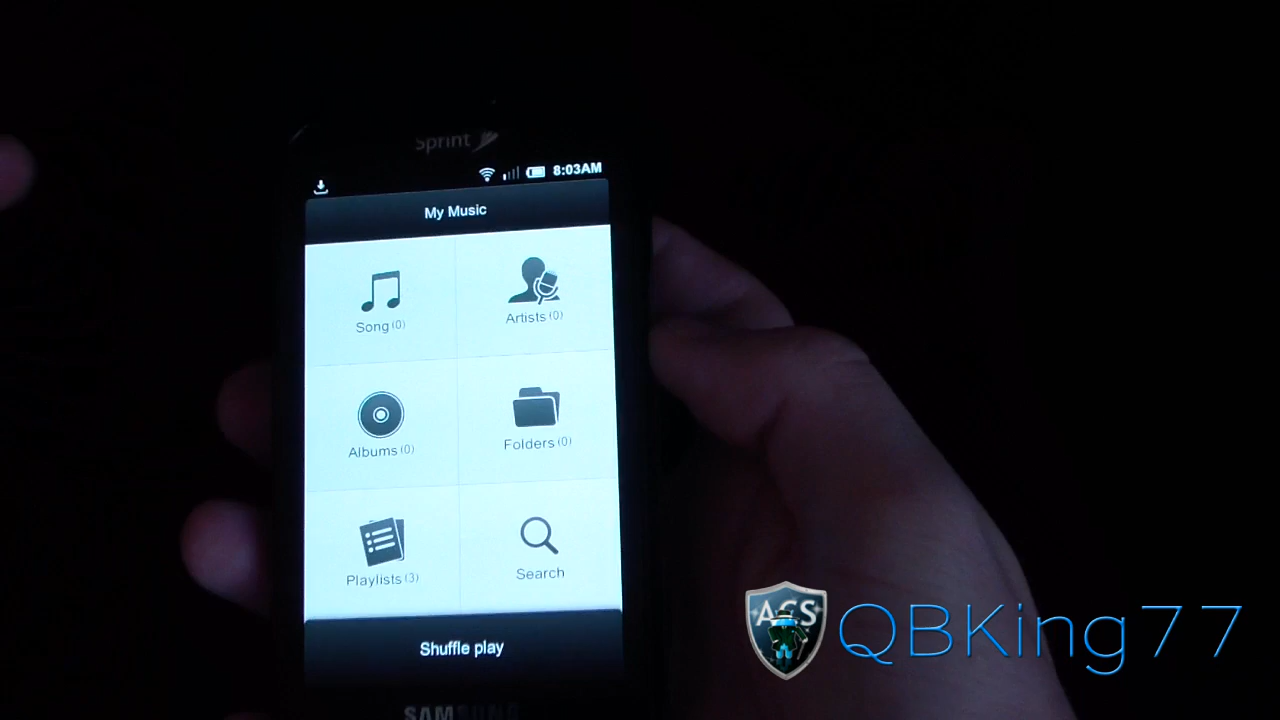 Sprint
8:03AM
My Music
Song (0)
Artists (0)
Albums (0)
Folders (0)
Playlists (3)
Search
Shuffle play
SAMSUNG
ACS
QBKing77